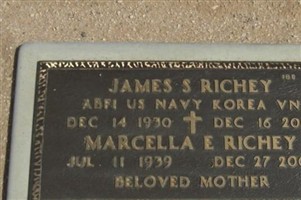 JAMES S RICHEY
ABF1 US NAVY KOREA VN
DEC 14 1930 DEC 16 20
MARCELLA E RICHEY
JUL 11 1939 DEC 27 200
BELOVED MOTHER